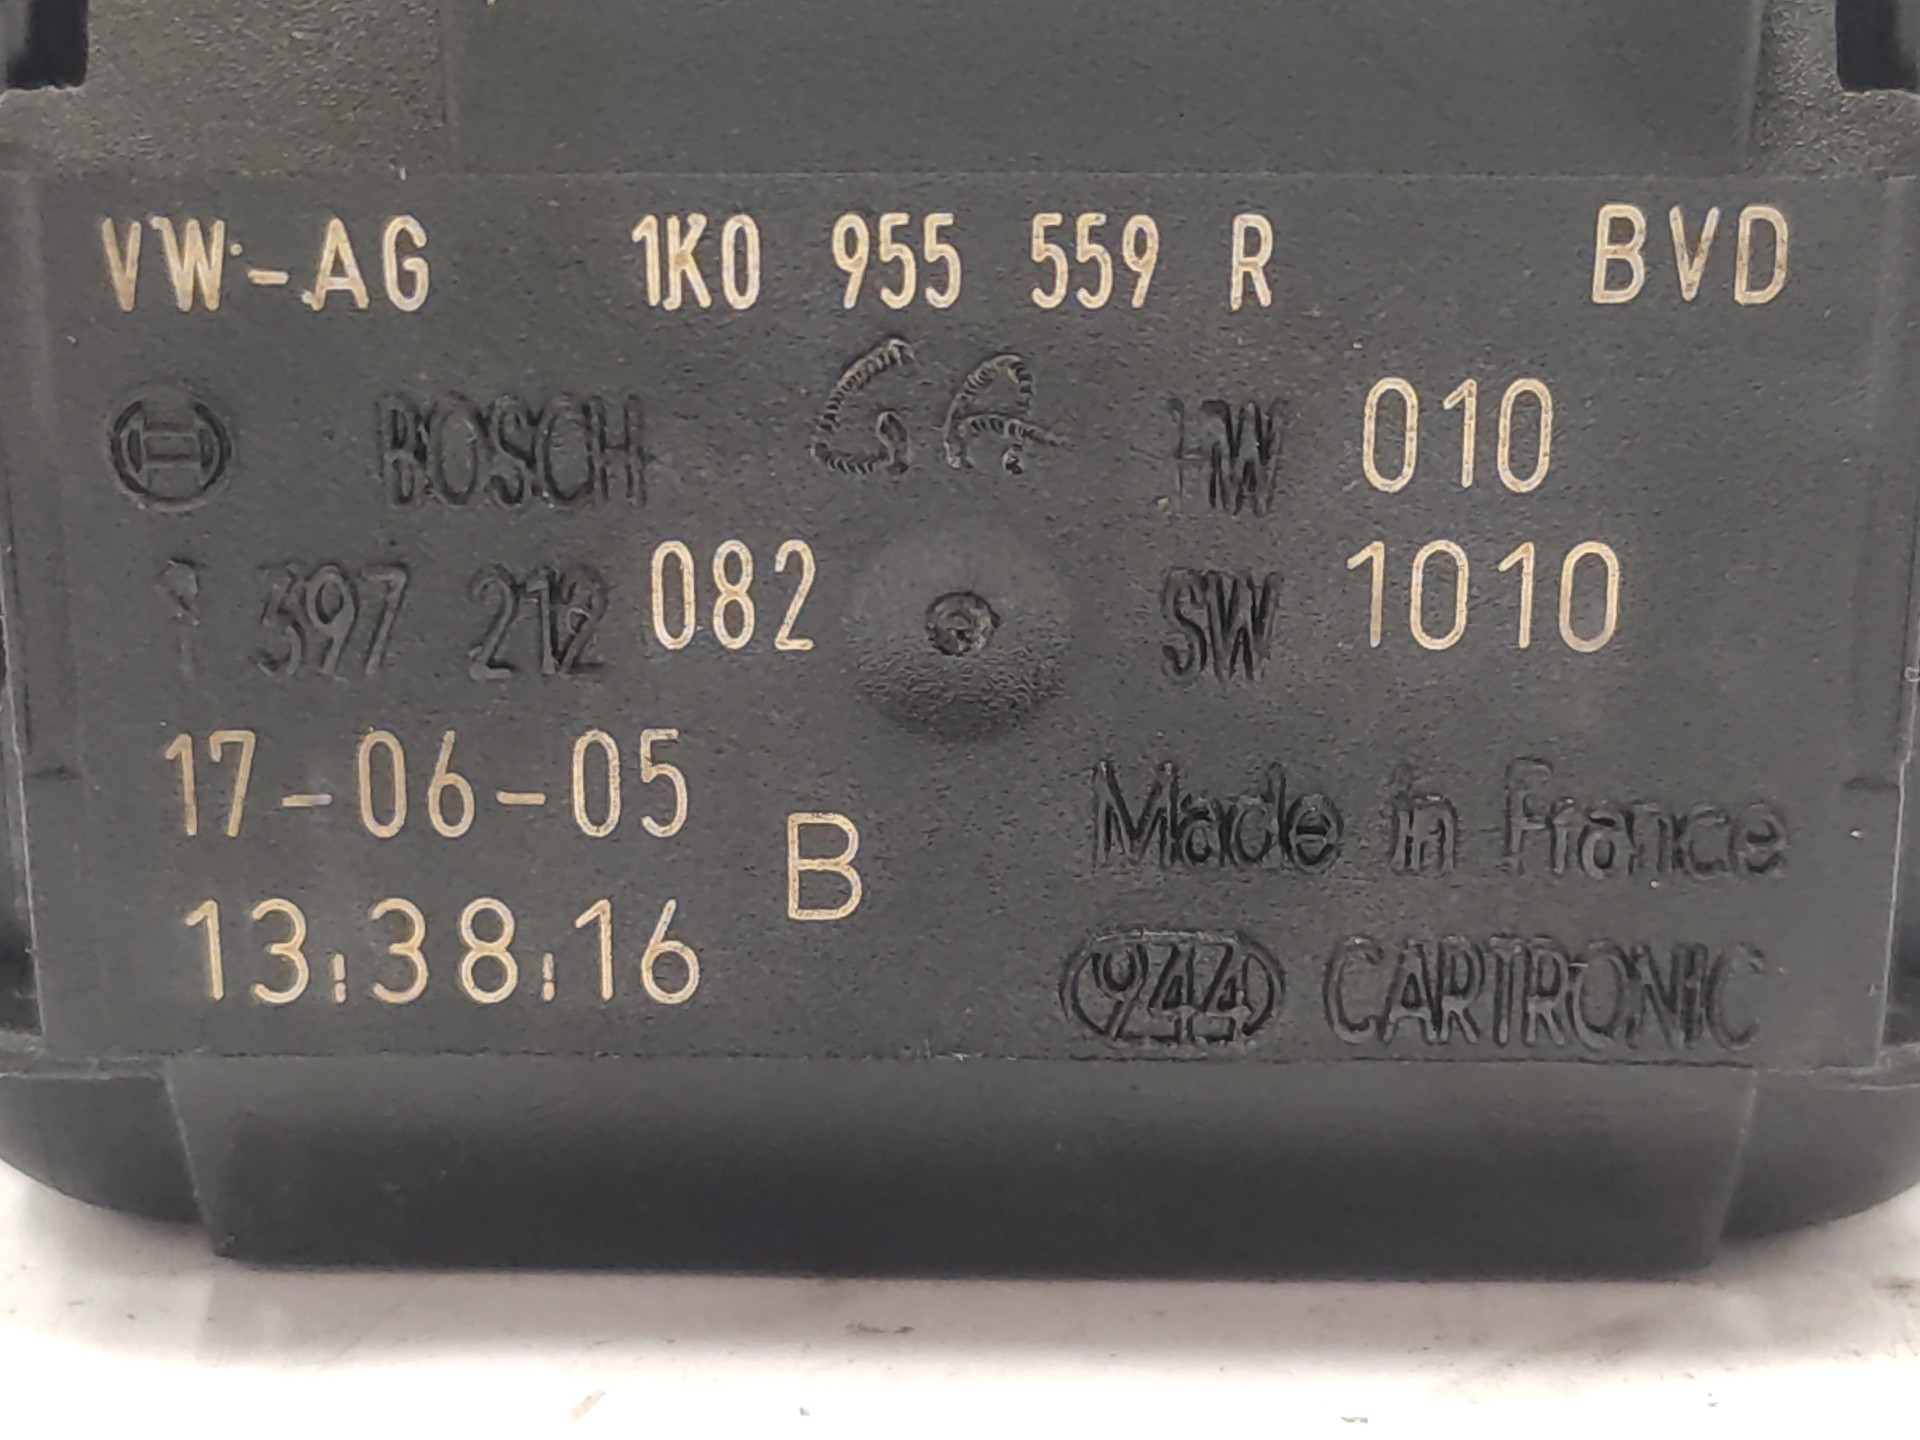 VW-AG 1K0 955 559 R BVD
BOSCH GA HW 010
1 397 212 082 SW 1010
17-06-05 Made in France
13:38:16 B
944 CARTRONIC